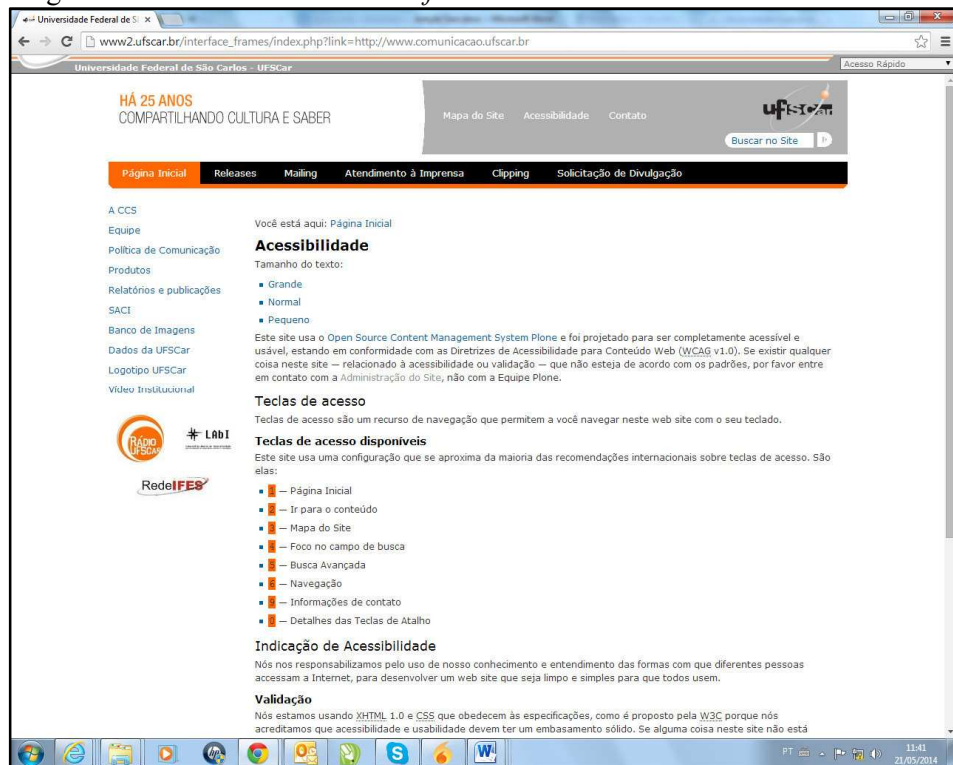 Universidade Federal de S
www2.ufscar.br/interface_frames/index.php?link=http://www.comunicacao.ufscar.br
Universidade Federal de São Carlos - UFSCar
Acesso Rápido
HÁ 25 ANOS
COMPARTILHANDO CULTURA E SABER
Mapa do Site Acessibilidade Contato
ufscar
Buscar no Site
Página Inicial Releases Mailing Atendimento à Imprensa Clipping Solicitação de Divulgação
A CCS
Equipe
Política de Comunicação
Produtos
Relatórios e publicações
SACI
Banco de Imagens
Dados da UFSCar
Logotipo UFSCar
Vídeo Institucional
RÁDIO
UFSCAR
LAbI
RedeIFES
Você está aqui: Página Inicial
Acessibilidade
Tamanho do texto:
Grande
Normal
Pequeno
Este site usa o Open Source Content Management System Plone e foi projetado para ser completamente acessível e
usável, estando em conformidade com as Diretrizes de Acessibilidade para Conteúdo Web (WCAG v1.0). Se existir qualquer
coisa neste site — relacionado à acessibilidade ou validação — que não esteja de acordo com os padrões, por favor entre
em contato com a Administração do Site, não com a Equipe Plone.
Teclas de acesso
Teclas de acesso são um recurso de navegação que permitem a você navegar neste web site com o seu teclado.
Teclas de acesso disponíveis
Este site usa uma configuração que se aproxima da maioria das recomendações internacionais sobre teclas de acesso. São
elas:
1 — Página Inicial
2 — Ir para o conteúdo
3 — Mapa do Site
4 — Foco no campo de busca
5 — Busca Avançada
6 — Navegação
9 — Informações de contato
0 — Detalhes das Teclas de Atalho
Indicação de Acessibilidade
Nós nos responsabilizamos pelo uso de nosso conhecimento e entendimento das formas com que diferentes pessoas
accessam a Internet, para desenvolver um web site que seja limpo e simples para que todos usem.
Validação
Nós estamos usando XHTML 1.0 e CSS que obedecem às especificações, como é proposto pela W3C porque nós
acreditamos que acessibilidade e usabilidade devem ter um embasamento sólido. Se alguma coisa neste site não está
PT
11:41
21/05/2014